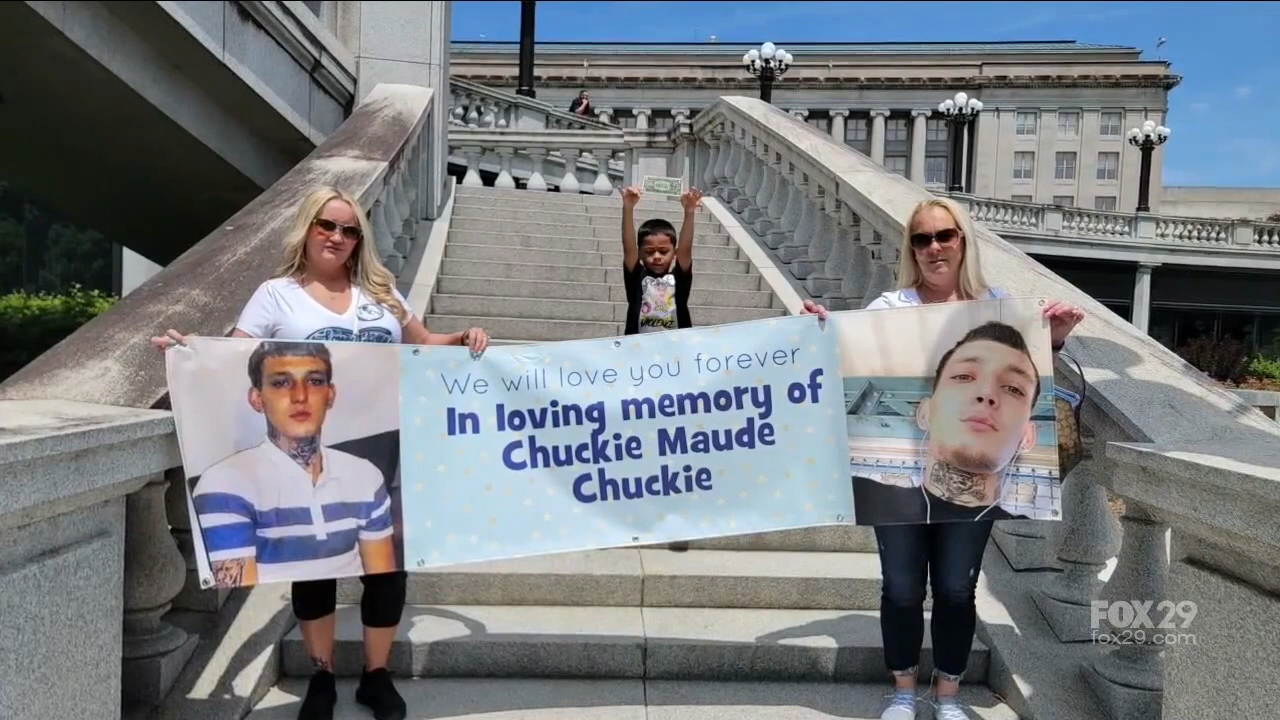 We will love you forever
In loving memory of
Chuckie Maude
Chuckie
FOX29
fox29.com